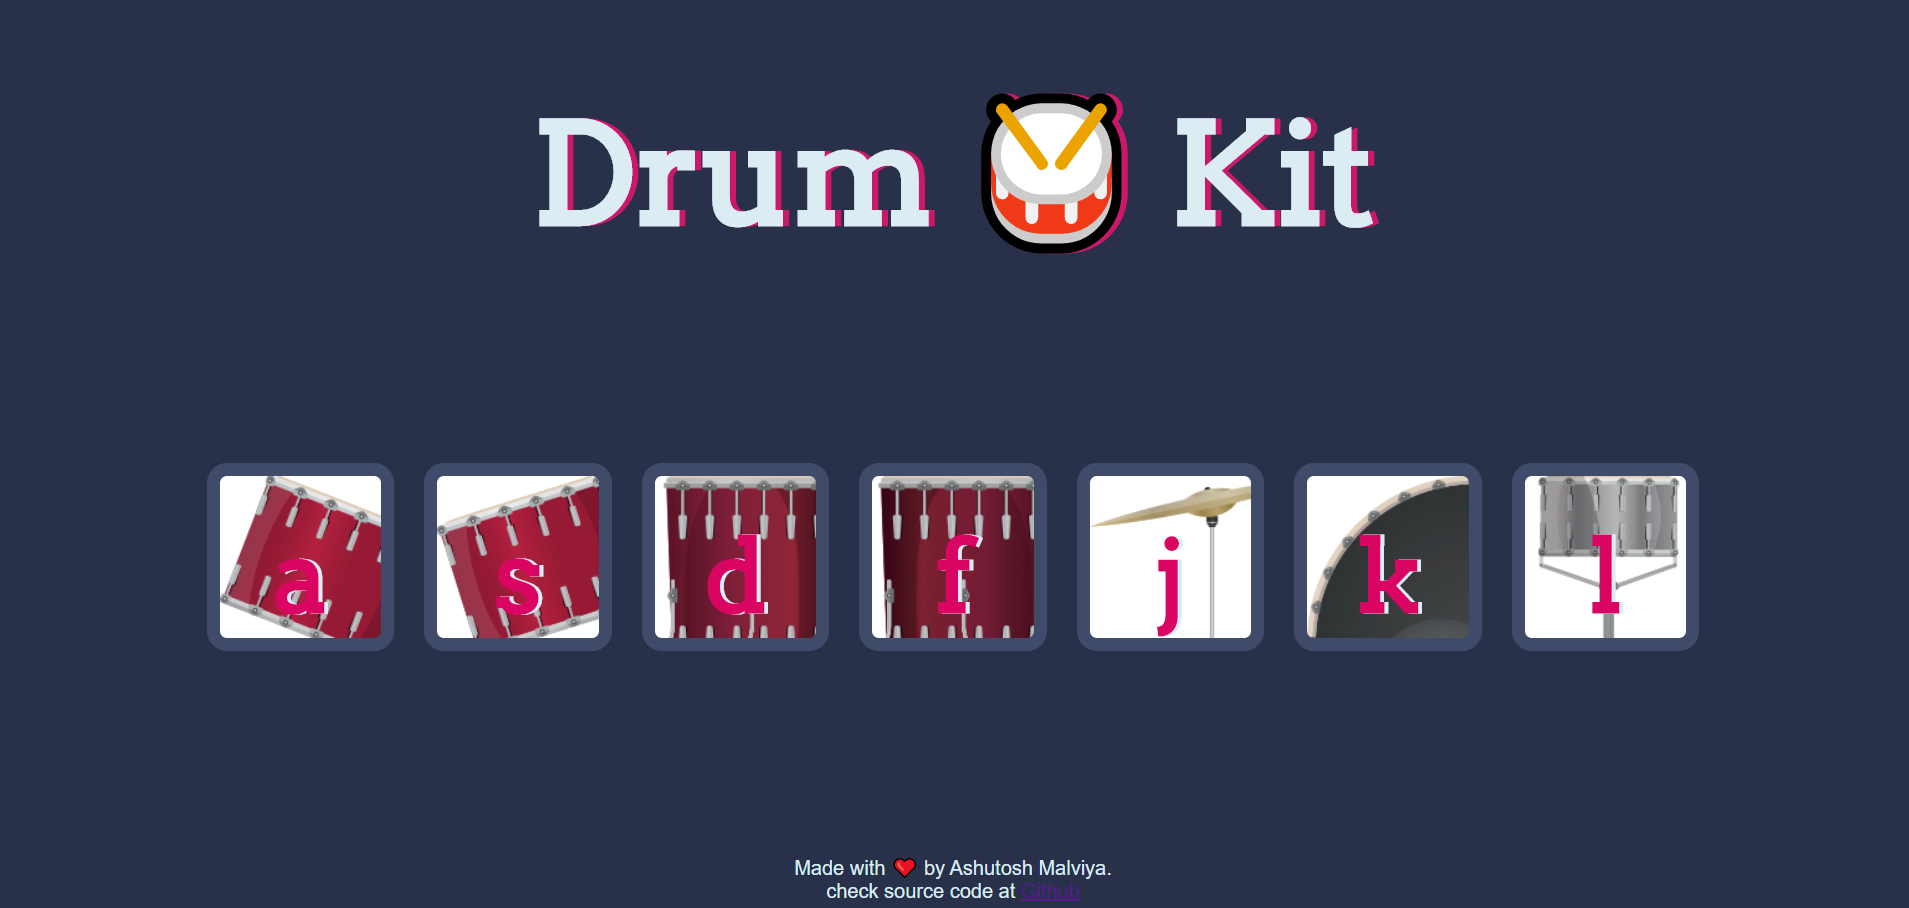 Drum 🥁 Kit
a s d f j k l
Made with ❤️ by Ashutosh Malviya.
check source code at Github